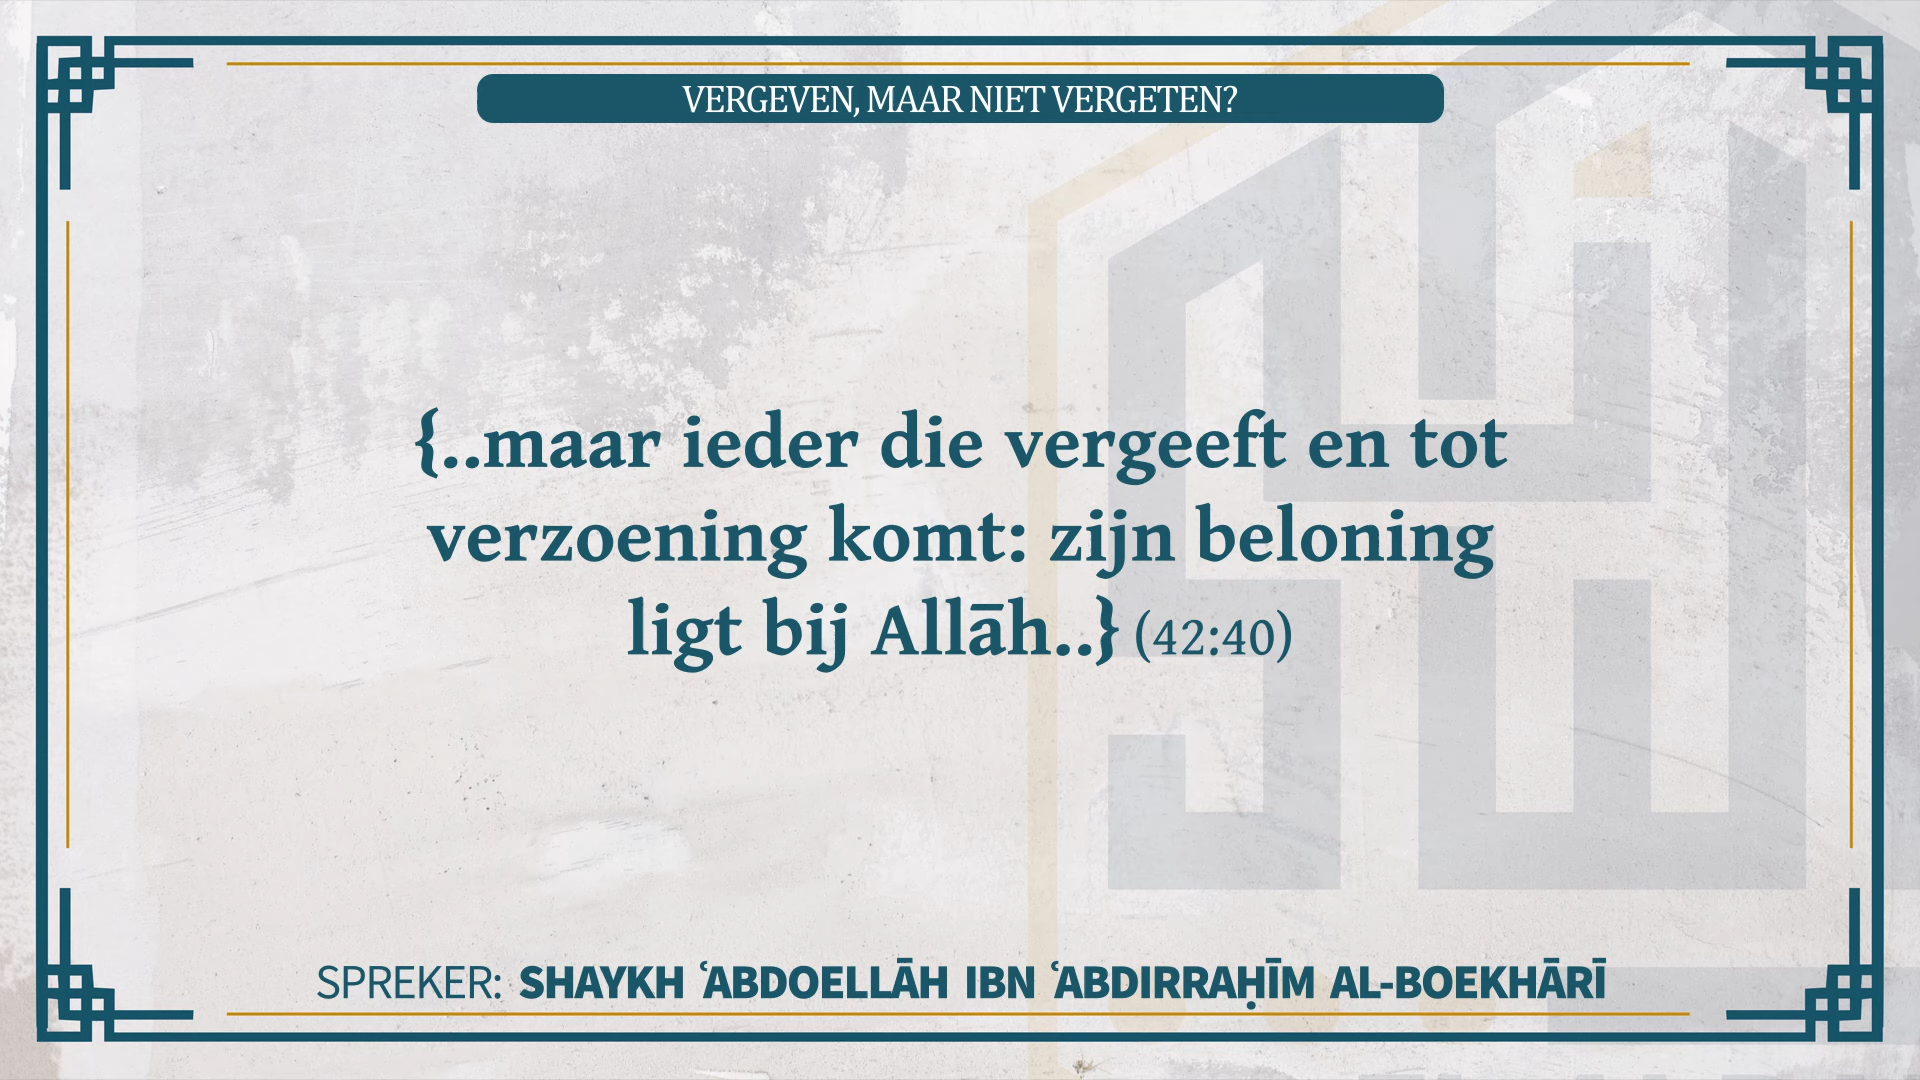 VERGEVEN, MAAR NIET VERGETEN?
{..maar ieder die vergeeft en tot
verzoening komt: zijn beloning
ligt bij Allāh..} (42:40)
SPREKER: SHAYKH ʿABDOELLĀH IBN ʿABDIRRAḤĪM AL-BOEKHĀRĪ